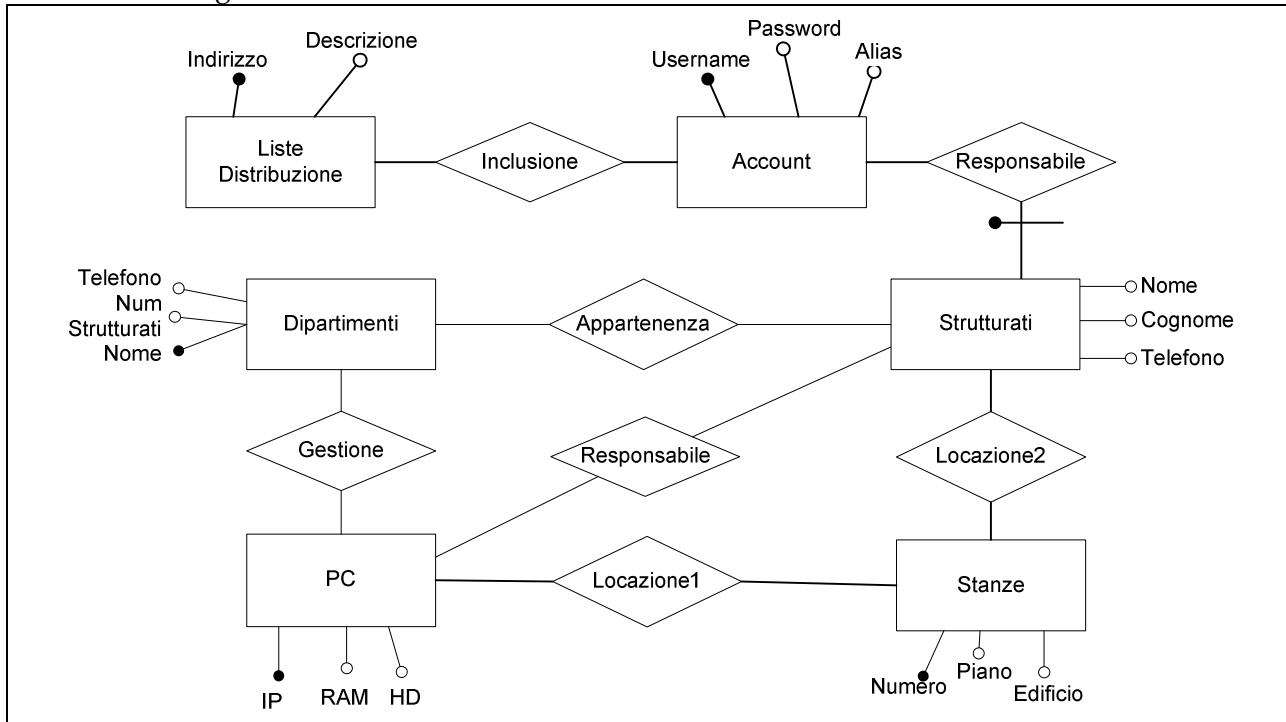 g
Descrizione
Indirizzo
Password
Alias
Username
Liste
Distribuzione
Inclusione
Account
Responsabile
Telefono
Num
Strutturati
Nome
Dipartimenti
Appartenenza
Strutturati
Nome
Cognome
Telefono
Gestione
Responsabile
Locazione2
PC
Locazione1
Stanze
IP
RAM
HD
Numero
Piano
Edificio